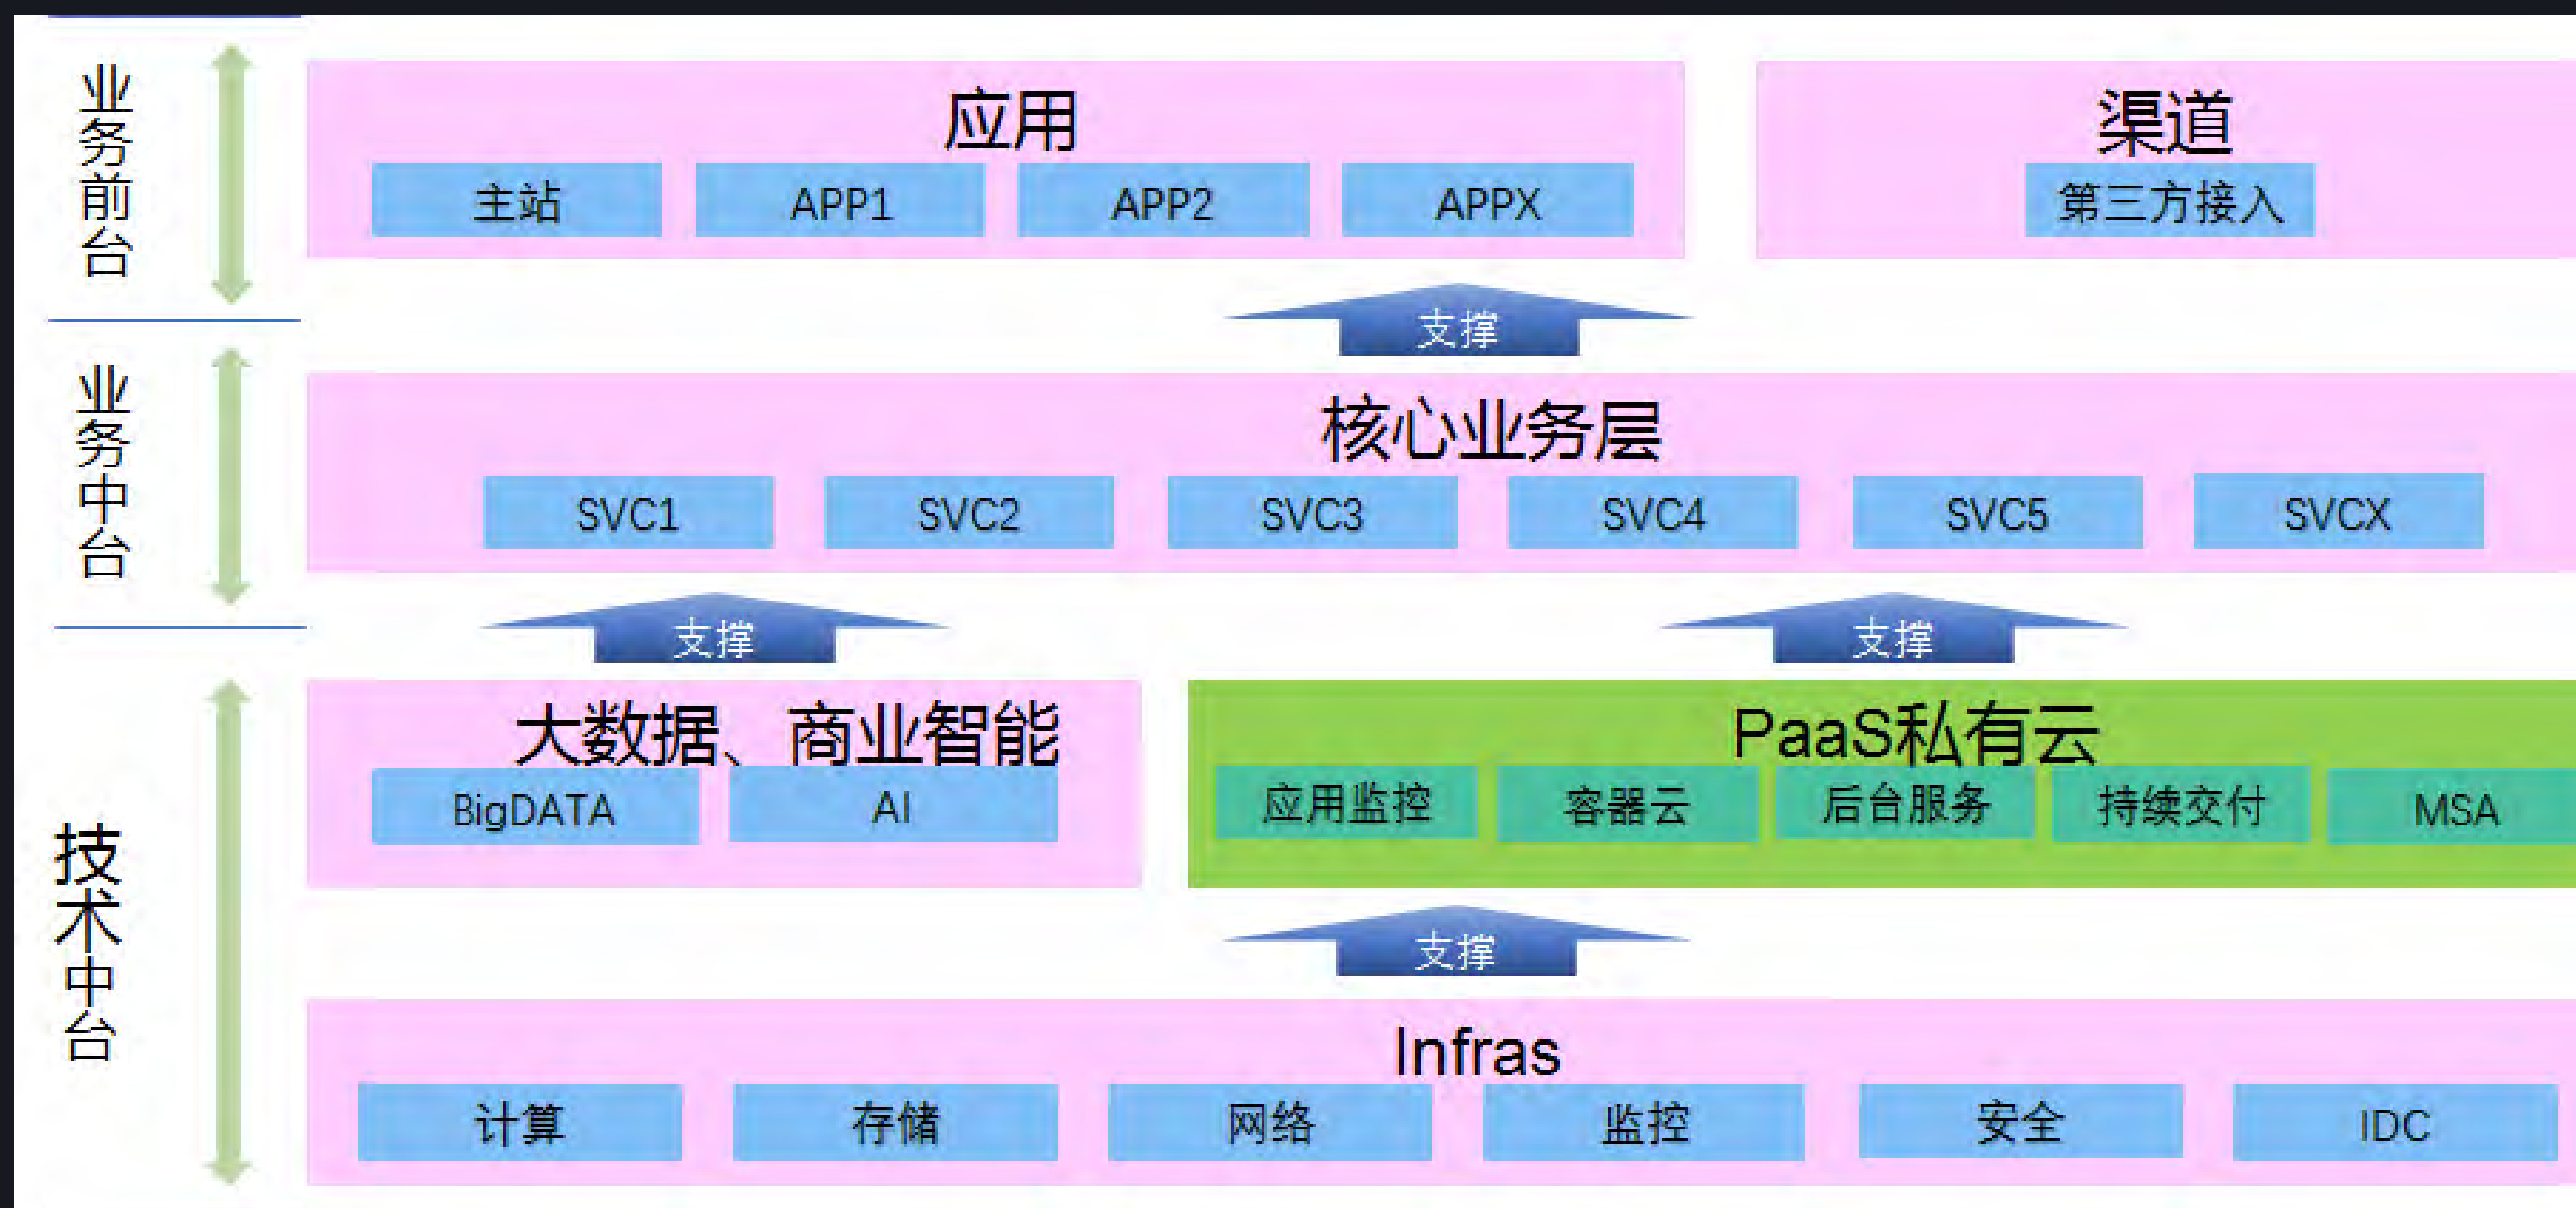 业务前台
应用
渠道
主站
APP1
APP2
APPX
第三方接入
支撑
业务中台
核心业务层
SVC1
SVC2
SVC3
SVC4
SVC5
SVCX
支撑
支撑
技术中台
大数据、商业智能
PaaS私有云
BigDATA
AI
应用监控
容器云
后台服务
持续交付
MSA
支撑
Infras
计算
存储
网络
监控
安全
IDC